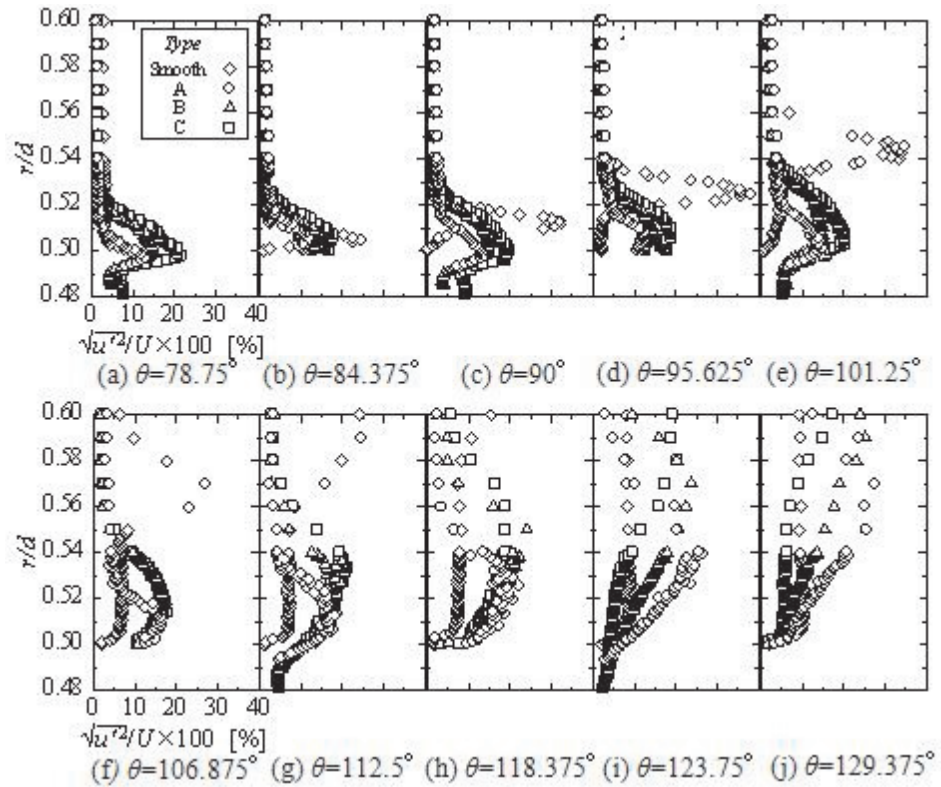 0.60
0.58
0.56
0.54
0.52
0.50
0.48
r/d
Type
Smooth ◇
A ○
B △
C □
0 10 20 30 40
√u'²/U×100 [%]
(a) θ=78.75° (b) θ=84.375° (c) θ=90° (d) θ=95.625° (e) θ=101.25°
0.60
0.58
0.56
0.54
0.52
0.50
0.48
r/d
0 10 20 30 40
√u'²/U×100 [%]
(f) θ=106.875° (g) θ=112.5° (h) θ=118.375° (i) θ=123.75° (j) θ=129.375°